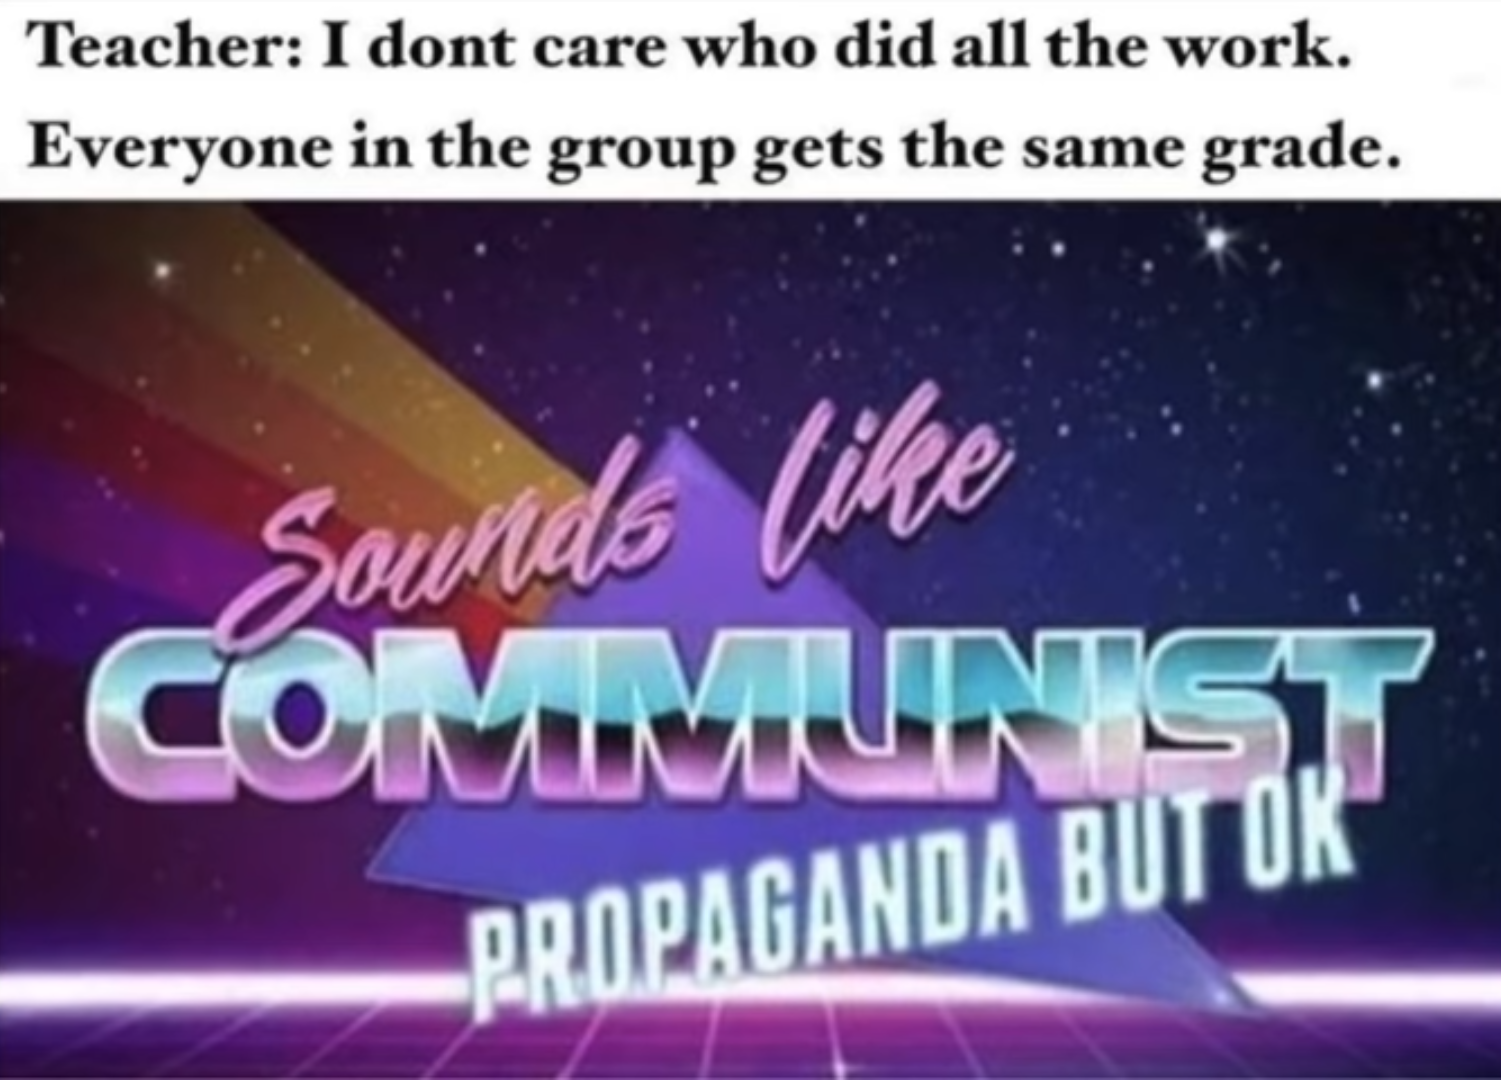 Teacher: I dont care who did all the work.
Everyone in the group gets the same grade.
Sounds like
COMMUNIST
PROPAGANDA BUT OK